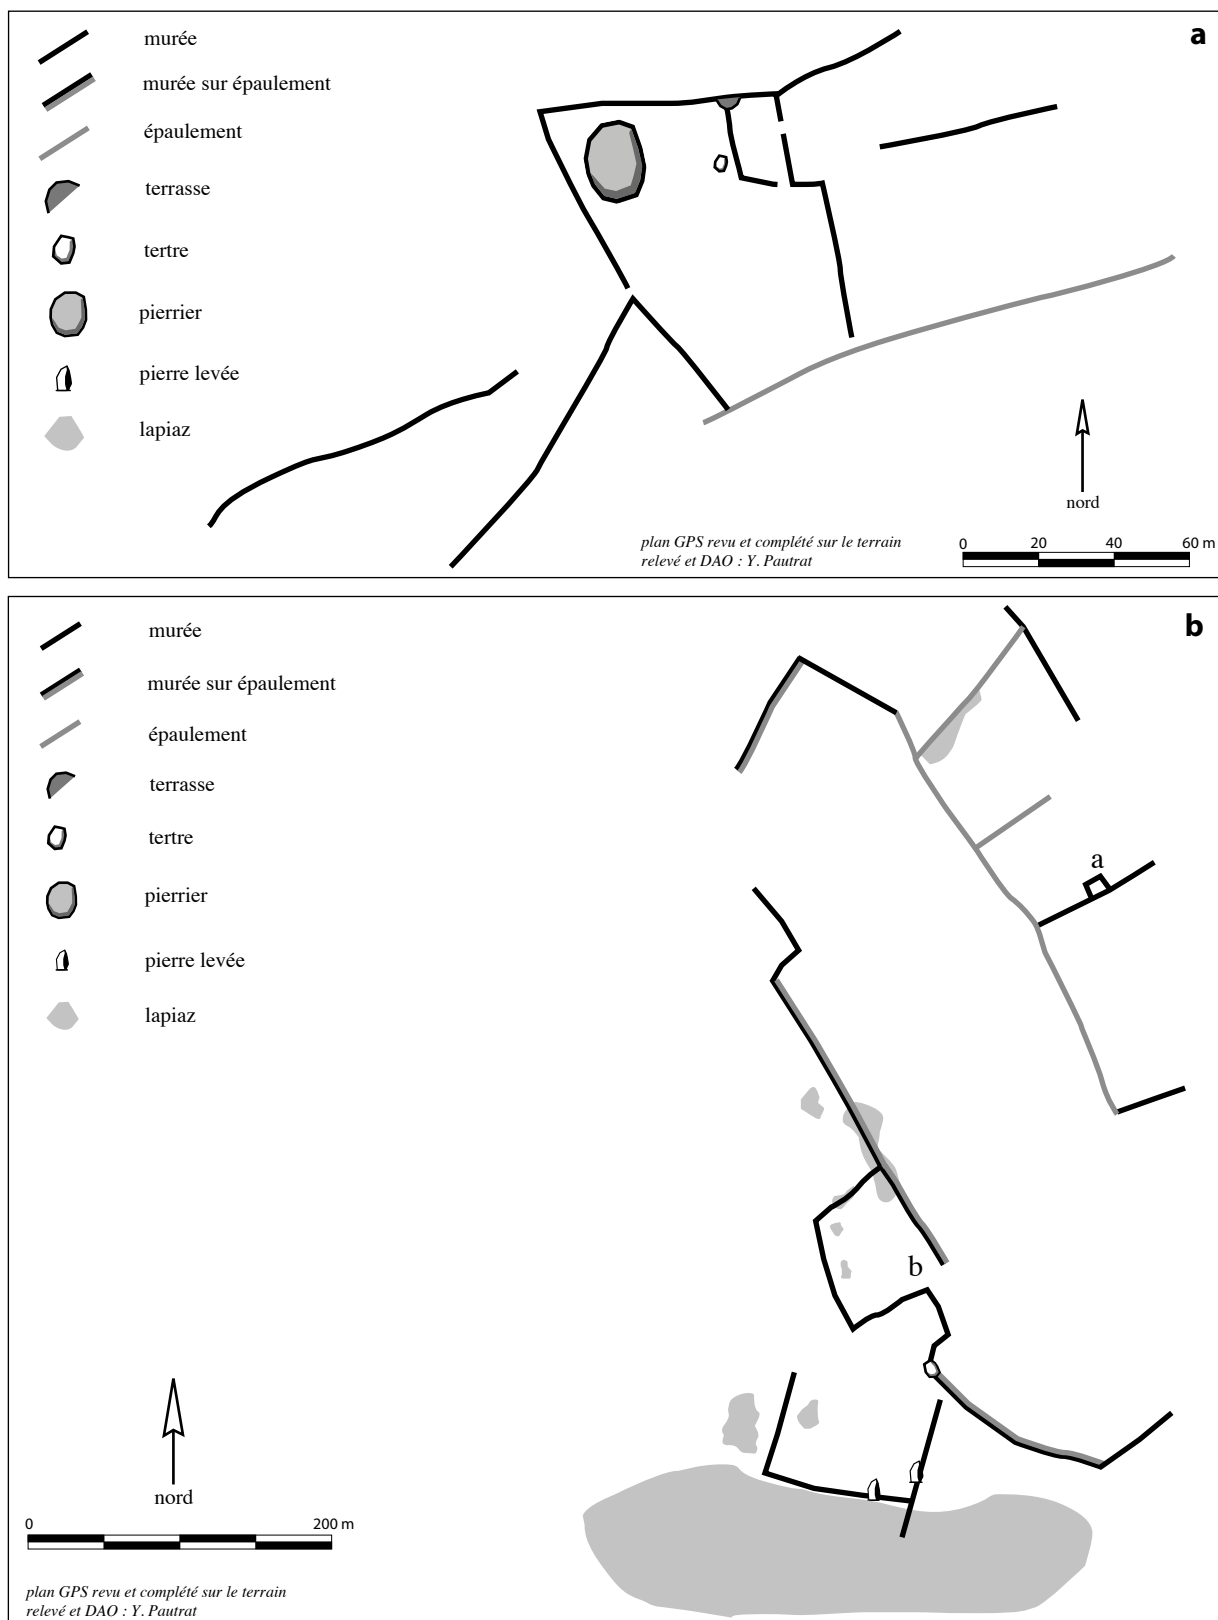 a
murée
murée sur épaulement
épaulement
terrasse
tertre
pierrier
pierre levée
lapiaz
nord
plan GPS revu et complété sur le terrain
relevé et DAO : Y. Pautrat
0 20 40 60 m
b
murée
murée sur épaulement
épaulement
terrasse
tertre
pierrier
pierre levée
lapiaz
a
b
nord
0 200 m
plan GPS revu et complété sur le terrain
relevé et DAO : Y. Pautrat